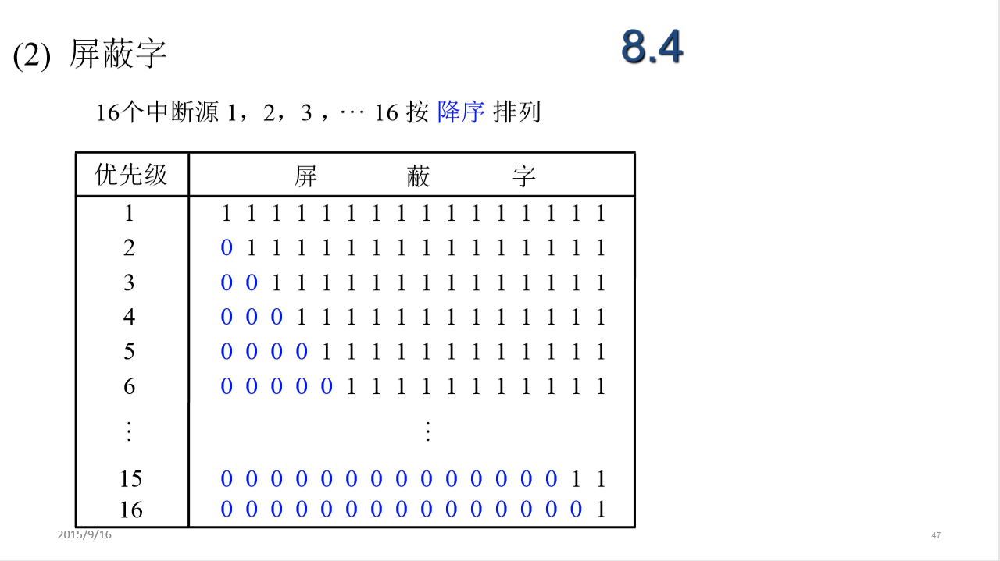 (2) 屏蔽字
8.4
16个中断源 1，2，3，… 16 按 降序 排列
优先级 屏 蔽 字
1 1 1 1 1 1 1 1 1 1 1 1 1 1 1 1 1
2 0 1 1 1 1 1 1 1 1 1 1 1 1 1 1 1
3 0 0 1 1 1 1 1 1 1 1 1 1 1 1 1 1
4 0 0 0 1 1 1 1 1 1 1 1 1 1 1 1 1
5 0 0 0 0 1 1 1 1 1 1 1 1 1 1 1 1
6 0 0 0 0 0 1 1 1 1 1 1 1 1 1 1 1
⋮ ⋮
15 0 0 0 0 0 0 0 0 0 0 0 0 0 0 1 1
16 0 0 0 0 0 0 0 0 0 0 0 0 0 0 0 1
2015/9/16
47